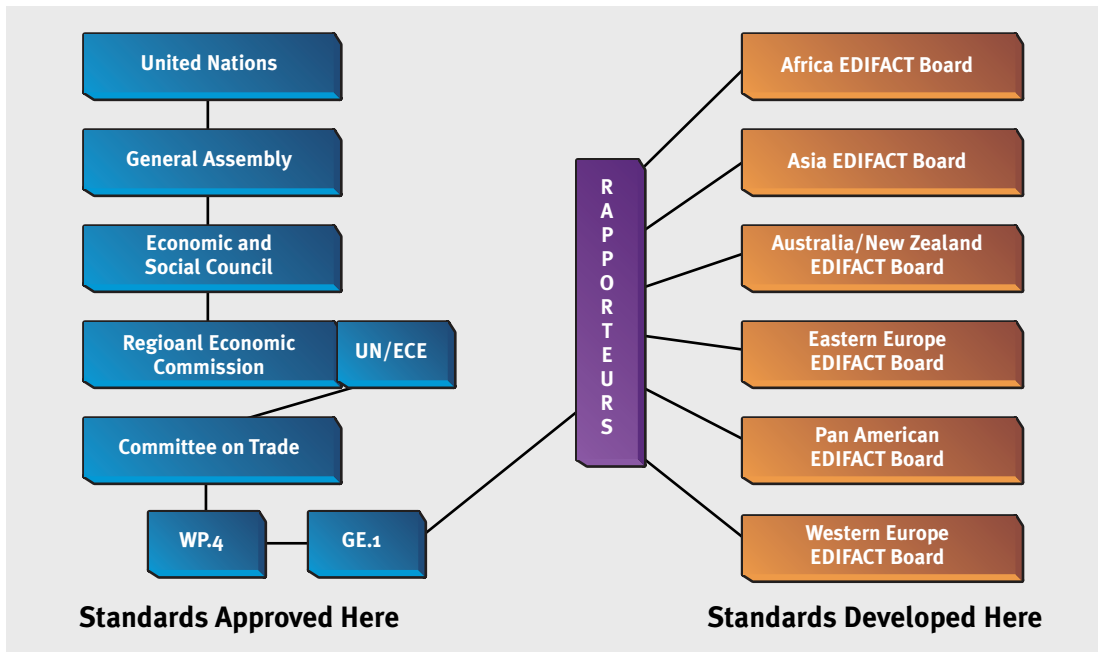 United Nations
General Assembly
Economic and
Social Council
Regioanl Economic
Commission
UN/ECE
Committee on Trade
WP.4
GE.1
Standards Approved Here
RAPPORTEURS
Africa EDIFACT Board
Asia EDIFACT Board
Australia/New Zealand
EDIFACT Board
Eastern Europe
EDIFACT Board
Pan American
EDIFACT Board
Western Europe
EDIFACT Board
Standards Developed Here